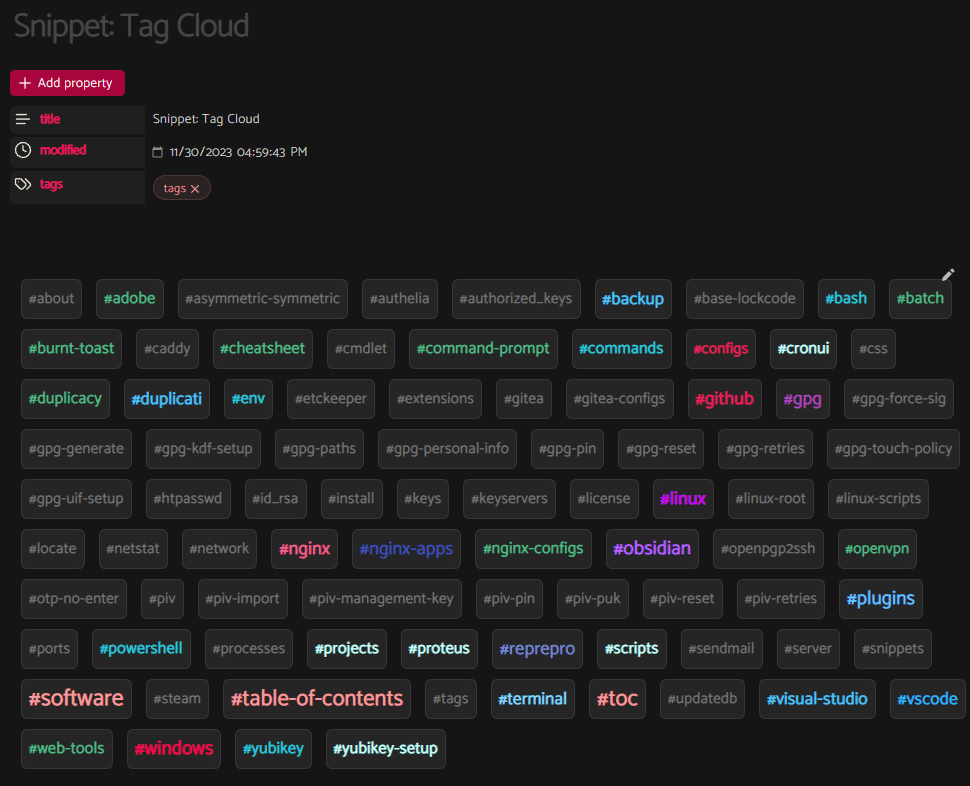 Snippet: Tag Cloud
+ Add property
title Snippet: Tag Cloud
modified 11/30/2023 04:59:43 PM
tags tags ×
#about #adobe #asymmetric-symmetric #authelia #authorized_keys #backup #base-lockcode #bash #batch
#burnt-toast #caddy #cheatsheet #cmdlet #command-prompt #commands #configs #cronui #css
#duplicacy #duplicati #env #etckeeper #extensions #gitea #gitea-configs #github #gpg #gpg-force-sig
#gpg-generate #gpg-kdf-setup #gpg-paths #gpg-personal-info #gpg-pin #gpg-reset #gpg-retries #gpg-touch-policy
#gpg-uif-setup #htpasswd #id_rsa #install #keys #keyservers #license #linux #linux-root #linux-scripts
#locate #netstat #network #nginx #nginx-apps #nginx-configs #obsidian #openpgp2ssh #openvpn
#otp-no-enter #piv #piv-import #piv-management-key #piv-pin #piv-puk #piv-reset #piv-retries #plugins
#ports #powershell #processes #projects #proteus #reprepro #scripts #sendmail #server #snippets
#software #steam #table-of-contents #tags #terminal #toc #updatedb #visual-studio #vscode
#web-tools #windows #yubikey #yubikey-setup